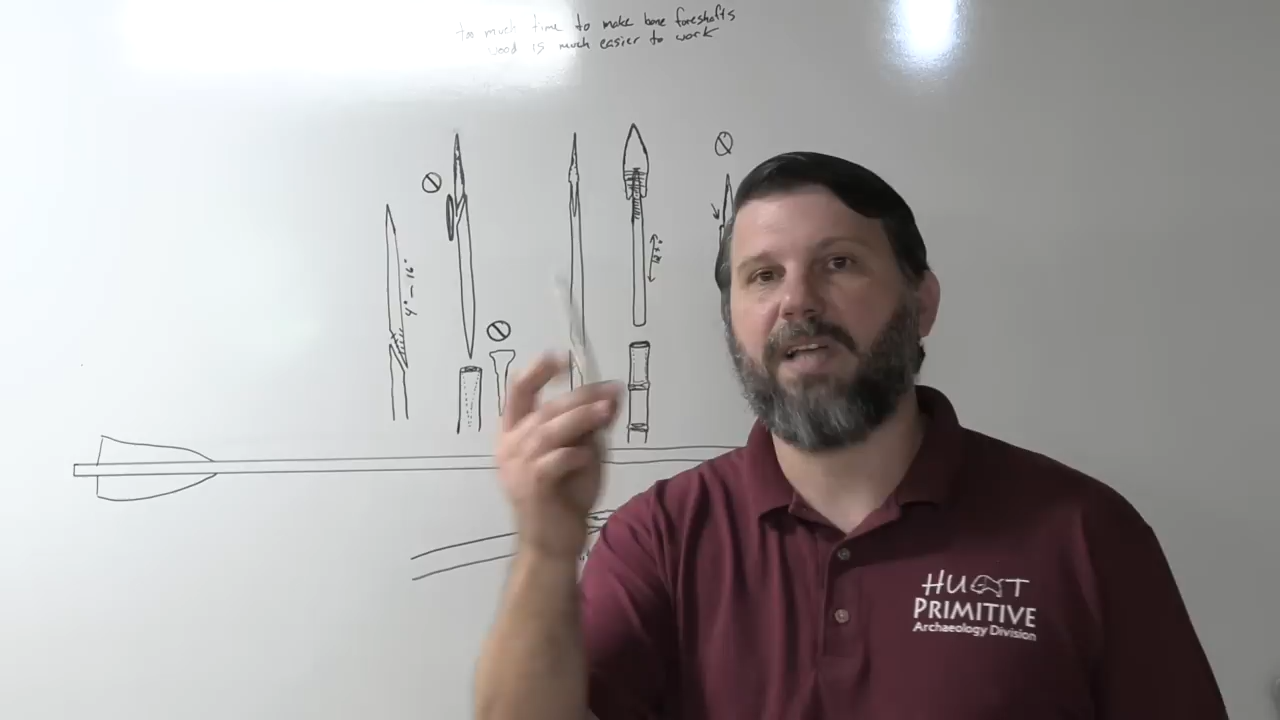 too much time to make bone foreshafts
wood is much easier to work
4" - 16"
HUNT
PRIMITIVE
Archaeology Division